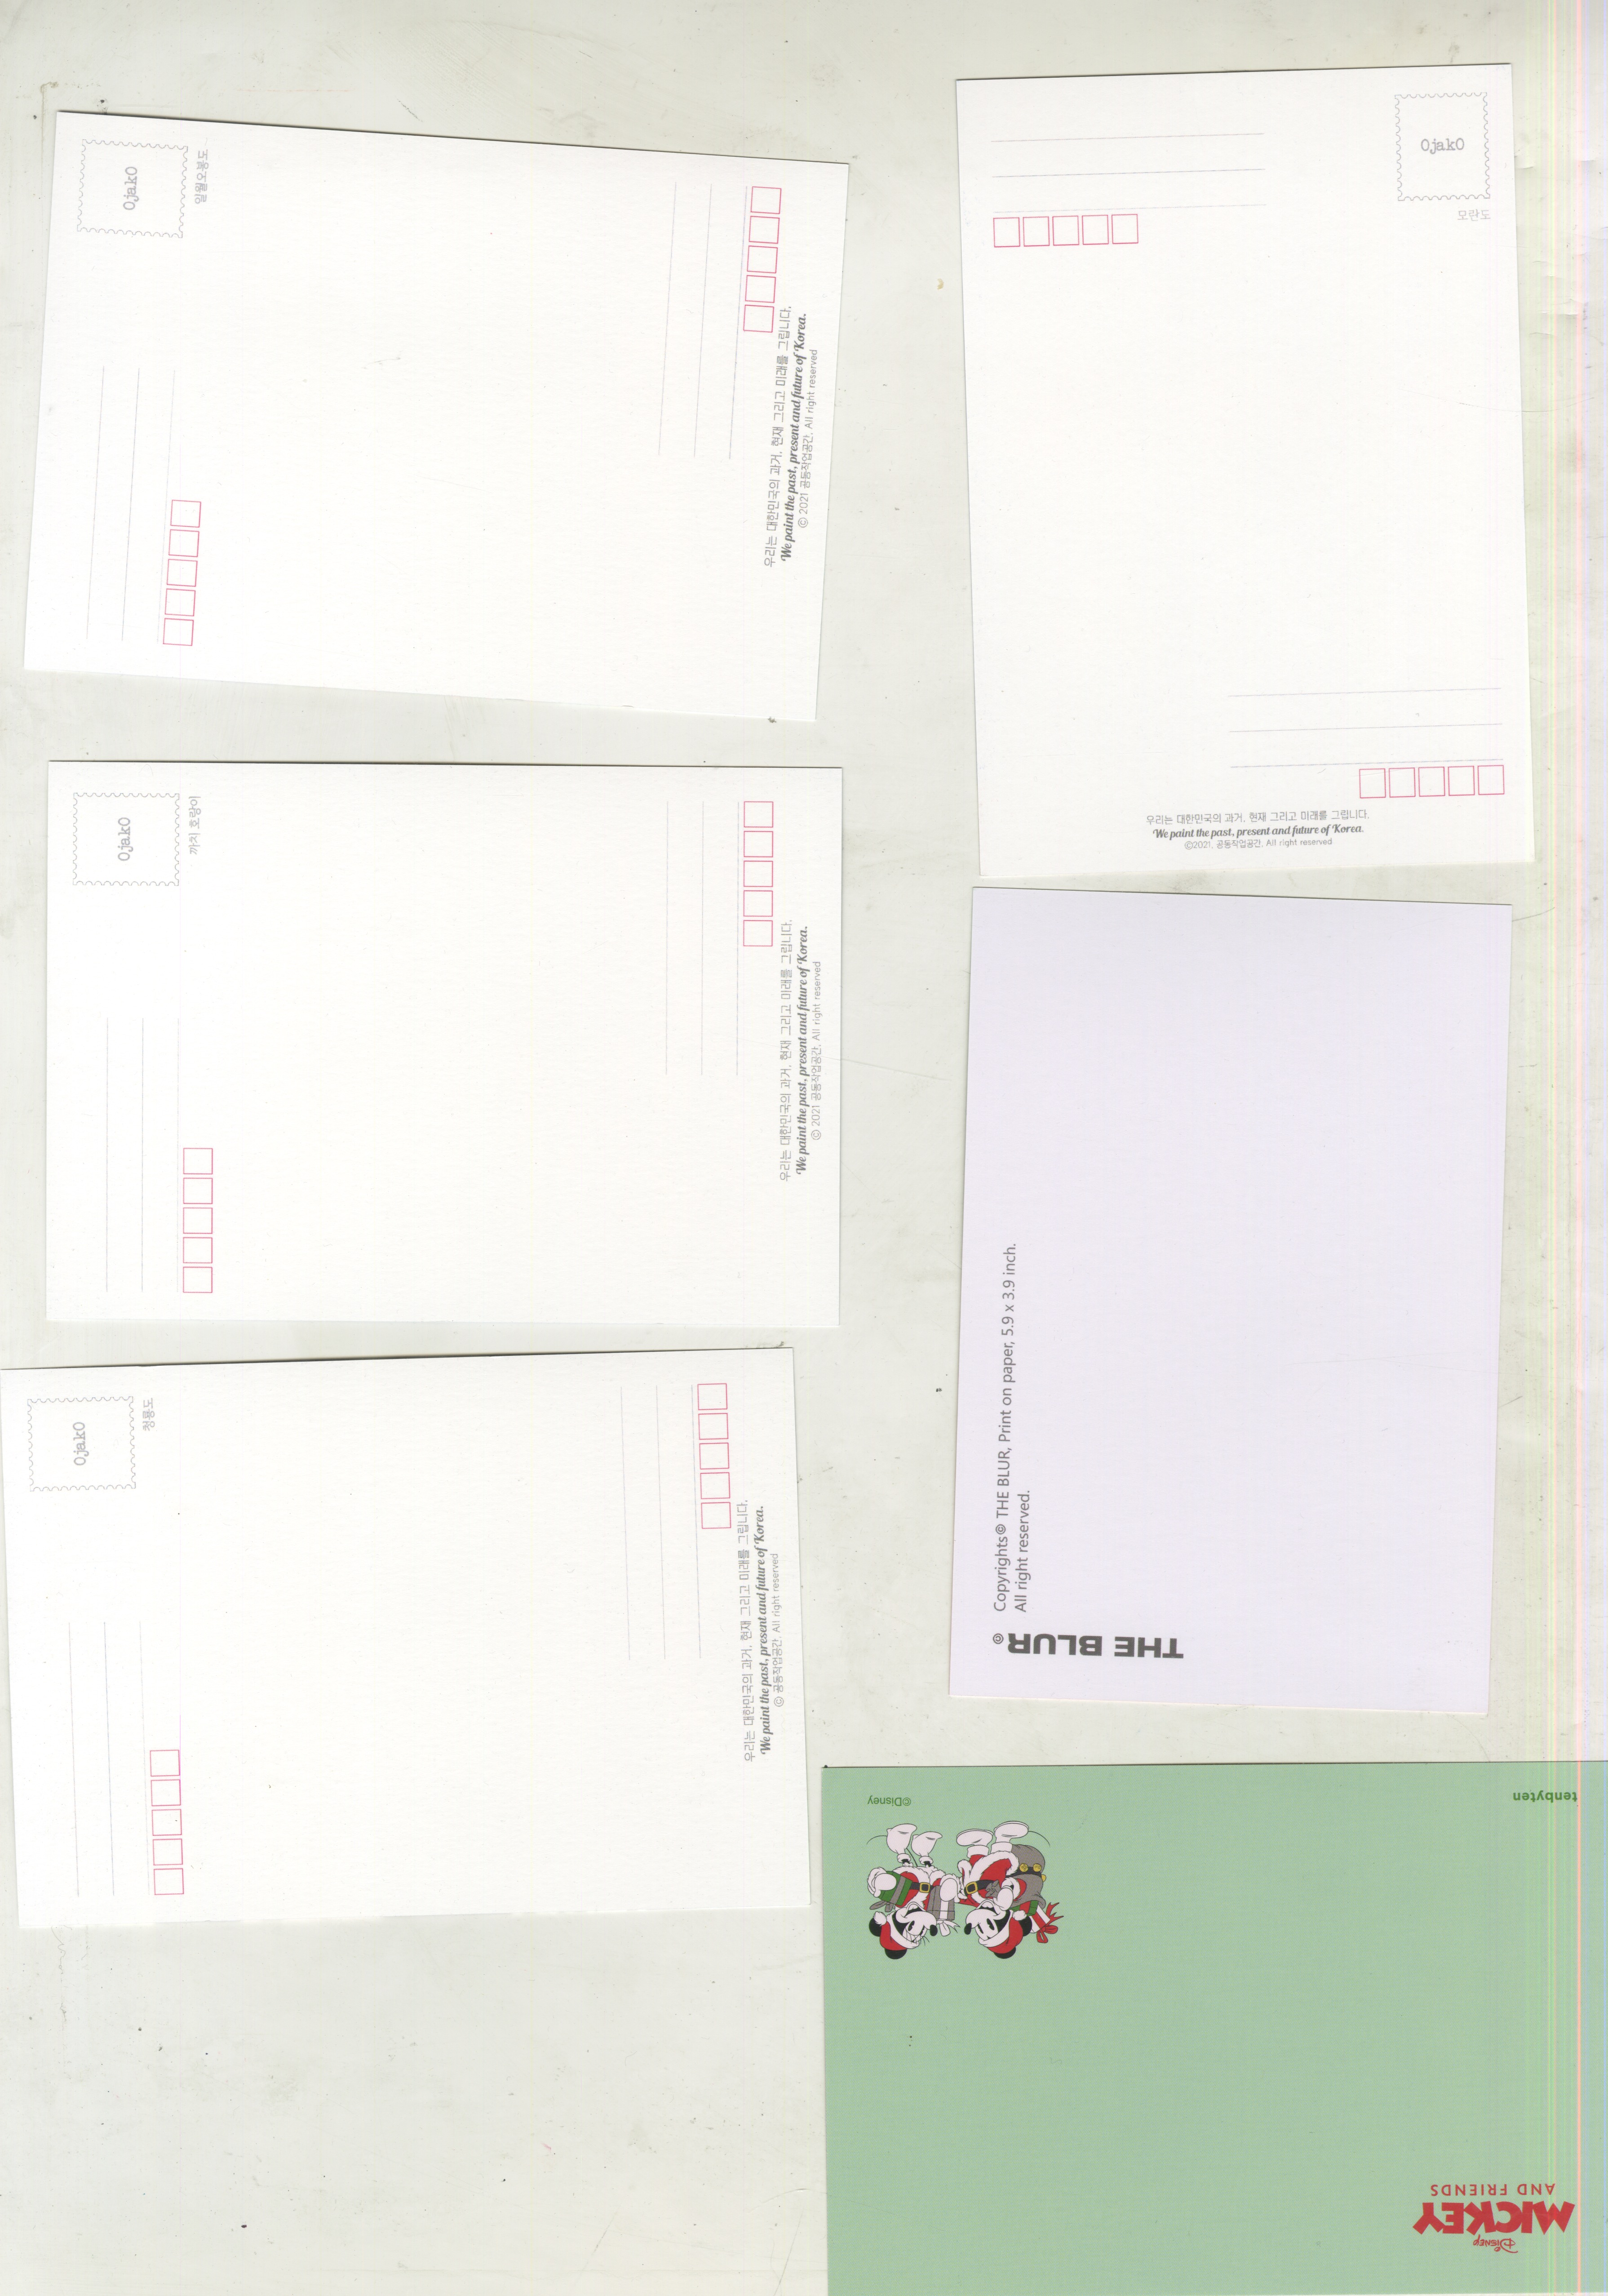 OjakO
일월오봉도
우리는 대한민국의 과거, 현재 그리고 미래를 그립니다.
We paint the past, present and future of Korea.
© 2021 공동작업공간. All right reserved
OjakO
까치 호랑이
우리는 대한민국의 과거, 현재 그리고 미래를 그립니다.
We paint the past, present and future of Korea.
© 2021 공동작업공간. All right reserved
OjakO
청룡도
우리는 대한민국의 과거, 현재 그리고 미래를 그립니다.
We paint the past, present and future of Korea.
© 공동작업공간. All right reserved
OjakO
모란도
우리는 대한민국의 과거, 현재 그리고 미래를 그립니다.
We paint the past, present and future of Korea.
©2021. 공동작업공간. All right reserved
Copyrights© THE BLUR, Print on paper, 5.9 x 3.9 inch.
All right reserved.
THE BLUR©
Disney
MICKEY
AND FRIENDS
tenbyten
©Disney